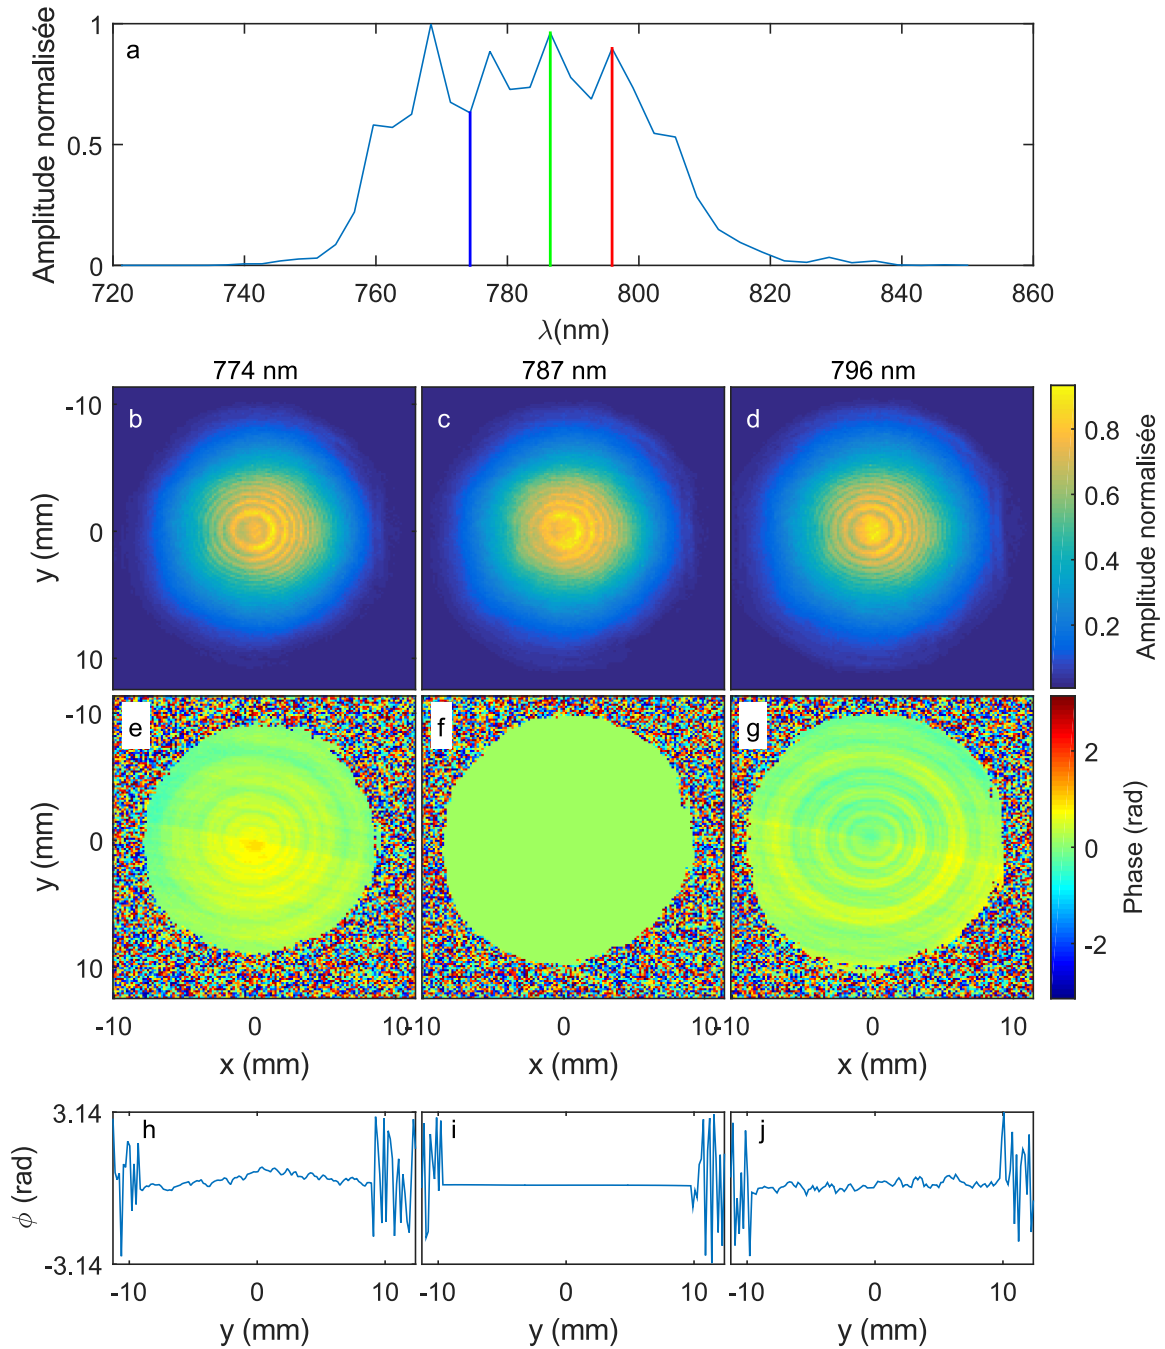 a
Amplitude normalisée
1
0.5
0
720 740 760 780 800 820 840 860
λ(nm)
774 nm 787 nm 796 nm
b c d
-10
0
10
y (mm)
0.8
0.6
0.4
0.2
Amplitude normalisée
e f g
-10
0
10
y (mm)
2
0
-2
Phase (rad)
-10 0 10 -10 0 10 -10 0 10
x (mm) x (mm) x (mm)
h i j
3.14
-3.14
ϕ (rad)
-10 0 10 -10 0 10 -10 0 10
y (mm) y (mm) y (mm)